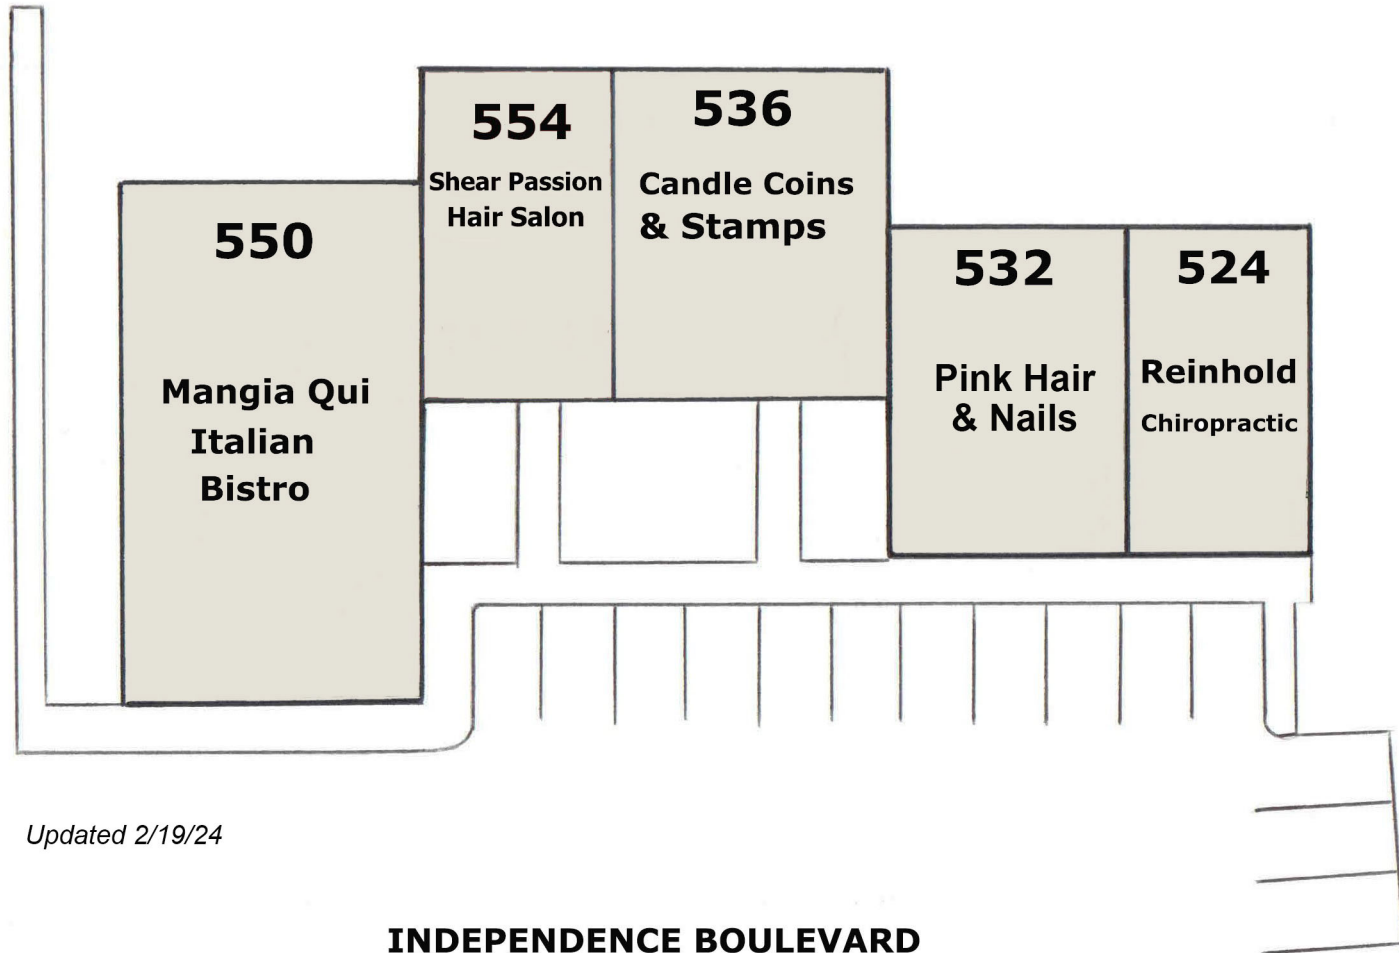 550
Mangia Qui
Italian
Bistro
554
Shear Passion
Hair Salon
536
Candle Coins
& Stamps
532
Pink Hair
& Nails
524
Reinhold
Chiropractic
Updated 2/19/24
INDEPENDENCE BOULEVARD